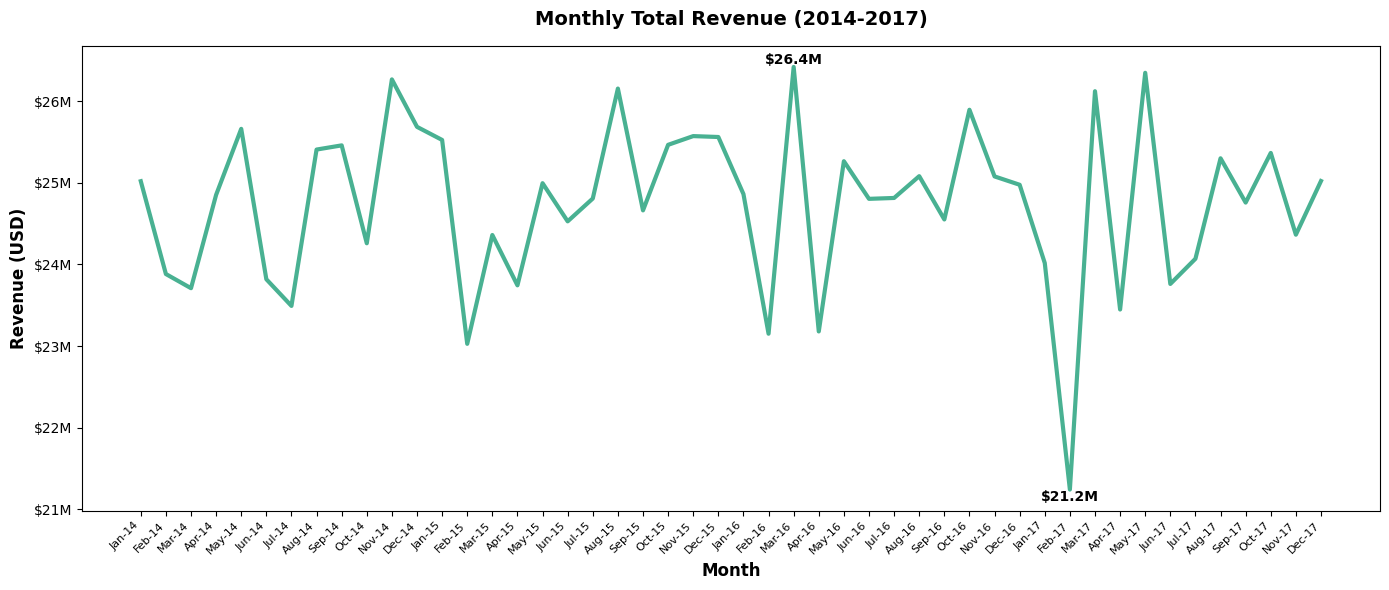 Monthly Total Revenue (2014-2017)
$26.4M
$26M
$25M
$24M
$23M
$22M
$21.2M
$21M
Revenue (USD)
Jan-14 Feb-14 Mar-14 Apr-14 May-14 Jun-14 Jul-14 Aug-14 Sep-14 Oct-14 Nov-14 Dec-14 Jan-15 Feb-15 Mar-15 Apr-15 May-15 Jun-15 Jul-15 Aug-15 Sep-15 Oct-15 Nov-15 Dec-15 Jan-16 Feb-16 Mar-16 Apr-16 May-16 Jun-16 Jul-16 Aug-16 Sep-16 Oct-16 Nov-16 Dec-16 Jan-17 Feb-17 Mar-17 Apr-17 May-17 Jun-17 Jul-17 Aug-17 Sep-17 Oct-17 Nov-17 Dec-17
Month